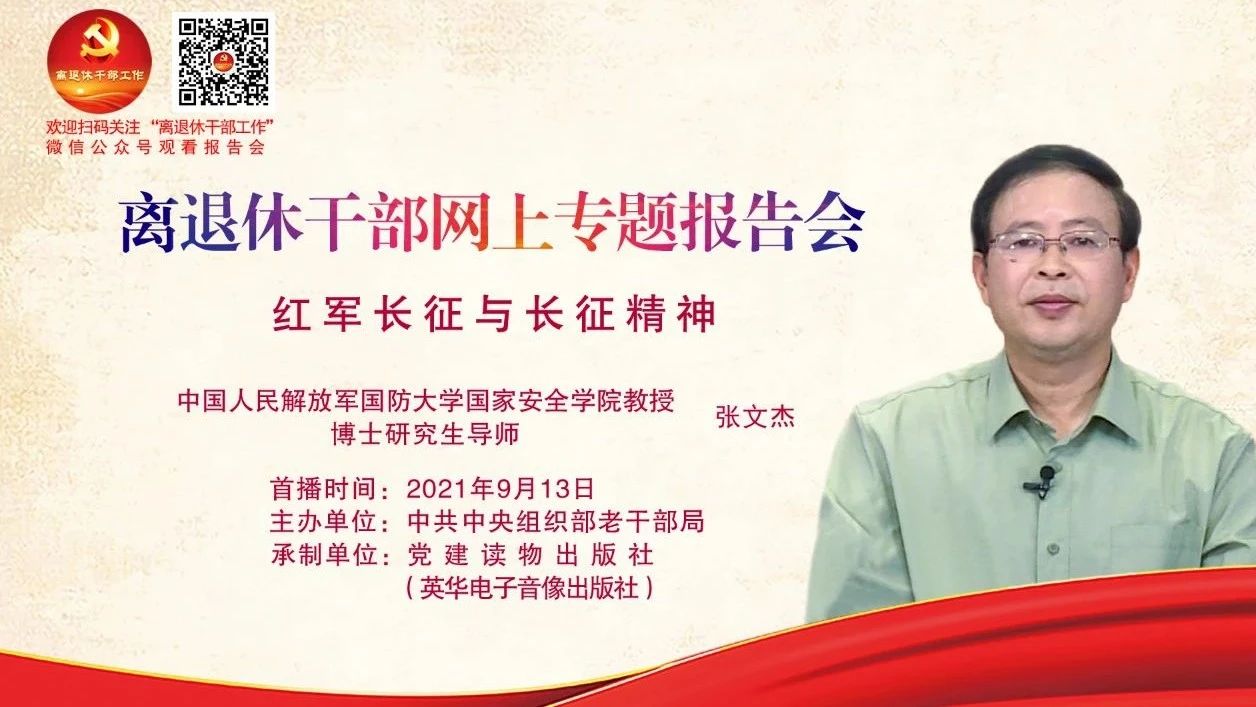 离退休干部工作
欢迎扫码关注“离退休干部工作”
微信公众号观看报告会
离退休干部网上专题报告会
红军长征与长征精神
中国人民解放军国防大学国家安全学院教授
博士研究生导师
张文杰
首播时间：2021年9月13日
主办单位：中共中央组织部老干部局
承制单位：党建读物出版社
（英华电子音像出版社）